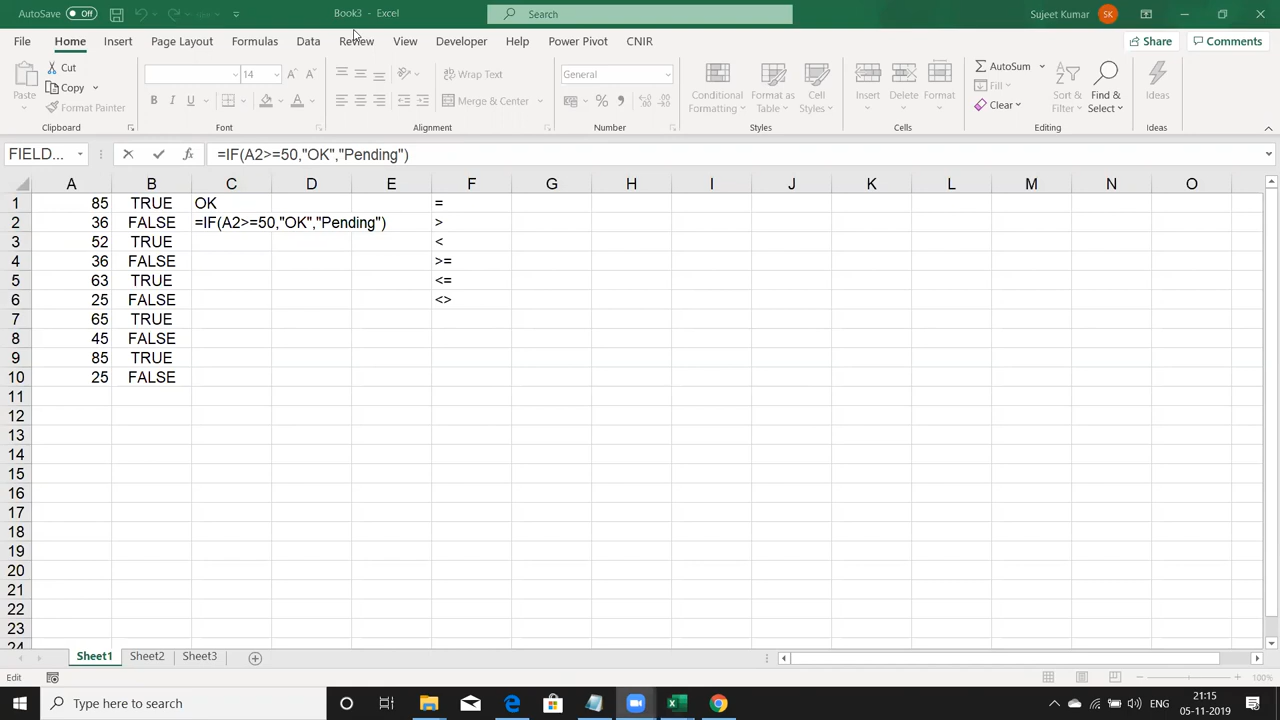 AutoSave Off Book3 - Excel Search Sujeet Kumar SK
File Home Insert Page Layout Formulas Data Review View Developer Help Power Pivot CNIR Share Comments
Paste Cut Copy Format Painter Clipboard
14 B I U A A A Font
Wrap Text Merge & Center Alignment
General % Number
Conditional Formatting Format as Table Cell Styles Styles
Insert Delete Format Cells
AutoSum Fill Clear Sort & Filter Find & Select Editing
Ideas Ideas
FIELD... fx =IF(A2>=50,"OK","Pending")
A B C D E F G H I J K L M N O
1 85 TRUE OK =
2 36 FALSE =IF(A2>=50,"OK","Pending") >
3 52 TRUE <
4 36 FALSE >=
5 63 TRUE <=
6 25 FALSE <>
7 65 TRUE
8 45 FALSE
9 85 TRUE
10 25 FALSE
11
12
13
14
15
16
17
18
19
20
21
22
23
24
Sheet1 Sheet2 Sheet3
Edit 100%
Type here to search ENG 21:15
05-11-2019